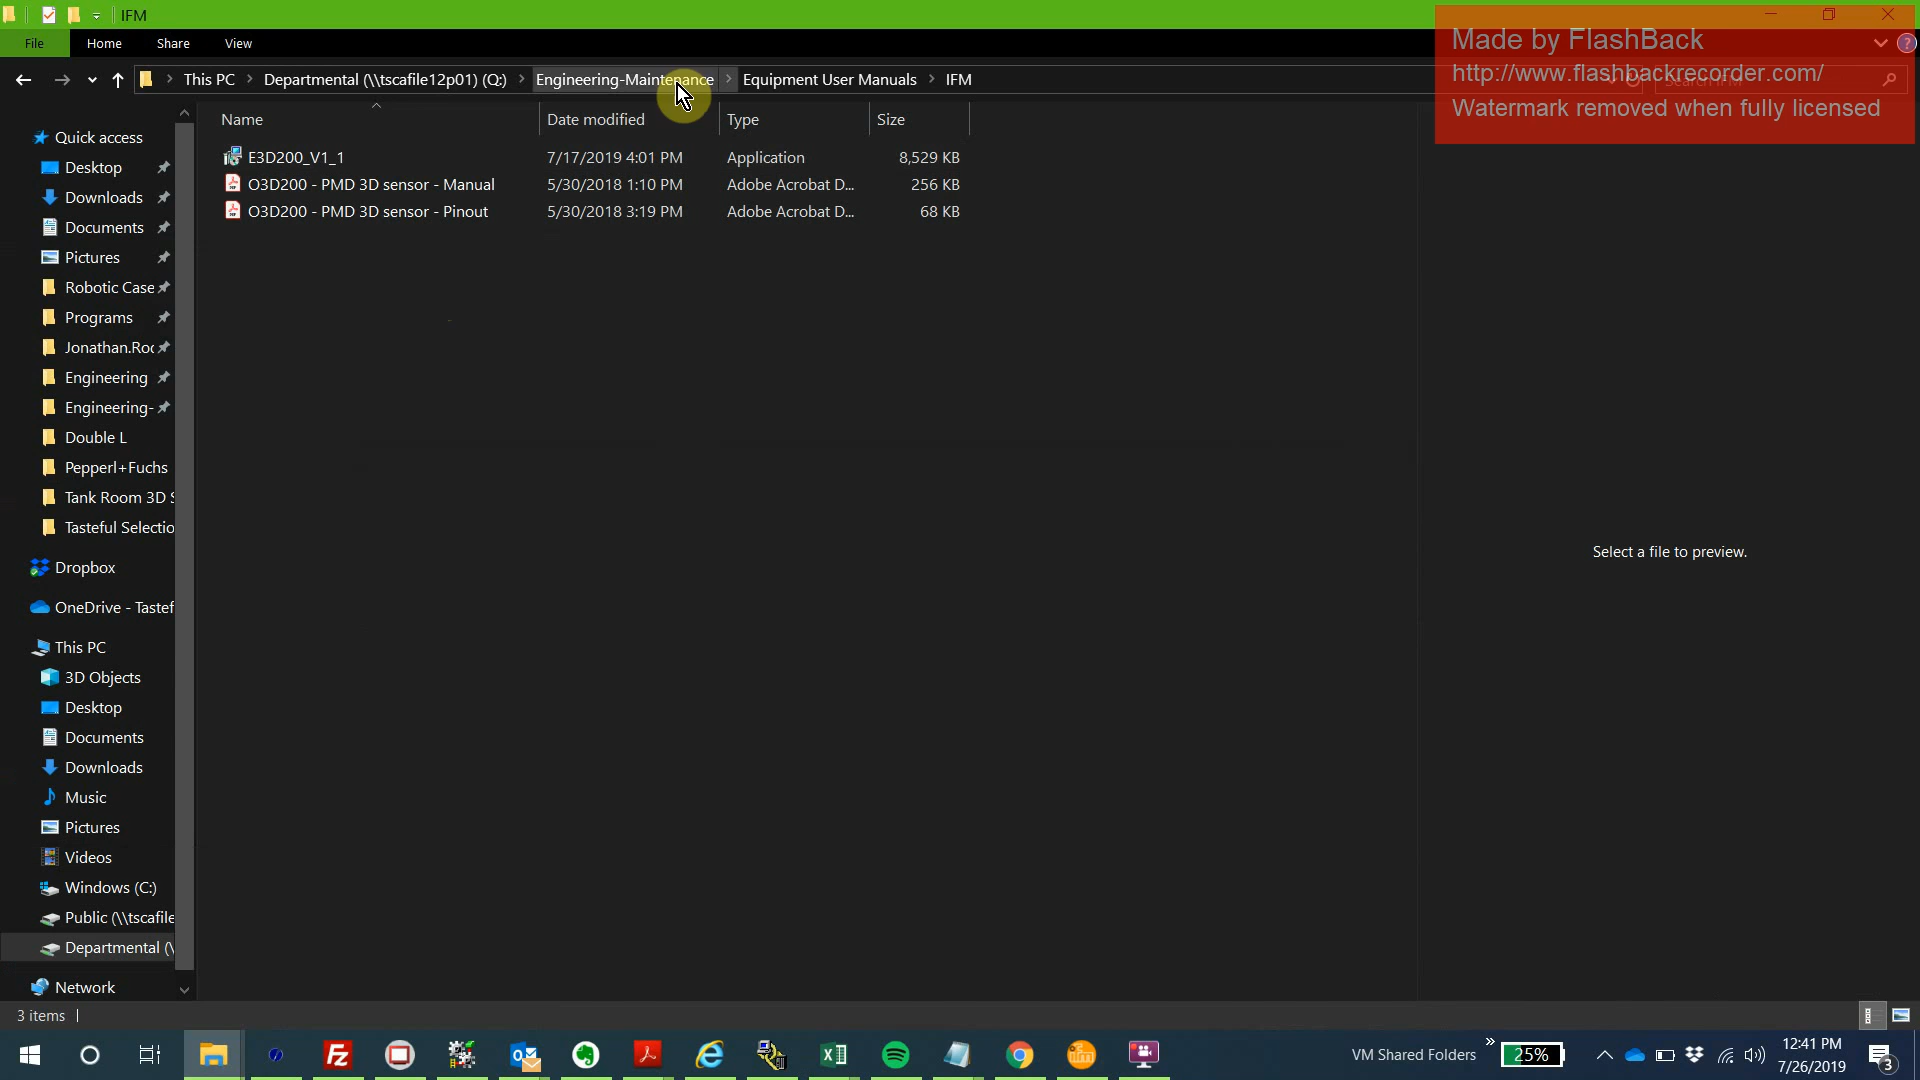 IFM
File Home Share View
This PC Departmental (\\tscafile12p01) (Q:) Engineering-Maintenance Equipment User Manuals IFM
Made by FlashBack
http://www.flashbackrecorder.com/
Watermark removed when fully licensed
Search IFM
Name Date modified Type Size
E3D200_V1_1 7/17/2019 4:01 PM Application 8,529 KB
O3D200 - PMD 3D sensor - Manual 5/30/2018 1:10 PM Adobe Acrobat D... 256 KB
O3D200 - PMD 3D sensor - Pinout 5/30/2018 3:19 PM Adobe Acrobat D... 68 KB
Quick access
Desktop
Downloads
Documents
Pictures
Robotic Case
Programs
Jonathan.Roc
Engineering
Engineering-
Double L
Pepperl+Fuchs
Tank Room 3D S
Tasteful Selectio
Dropbox
OneDrive - Tastef
This PC
3D Objects
Desktop
Documents
Downloads
Music
Pictures
Videos
Windows (C:)
Public (\\tscafile
Departmental (\
Network
Select a file to preview.
3 items
VM Shared Folders » 25% 12:41 PM
7/26/2019
3